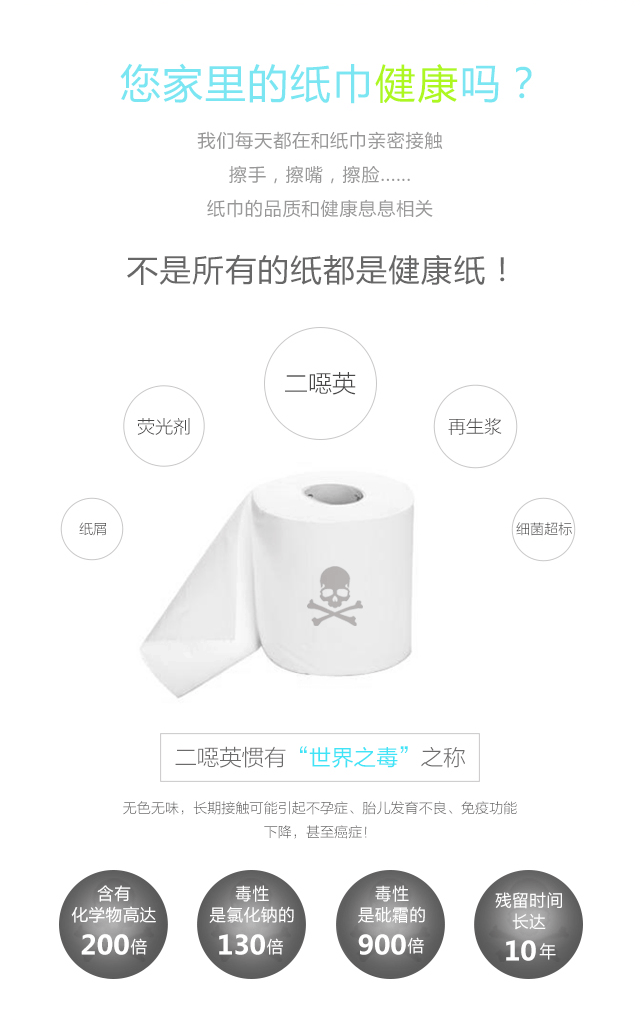 您家里的纸巾健康吗？
我们每天都在和纸巾亲密接触
擦手，擦嘴，擦脸......
纸巾的品质和健康息息相关
不是所有的纸都是健康纸！
二噁英
荧光剂
再生浆
纸屑
细菌超标
二噁英惯有“世界之毒”之称
无色无味，长期接触可能引起不孕症、胎儿发育不良、免疫功能
下降，甚至癌症！
含有
化学物高达
200倍
毒性
是氯化钠的
130倍
毒性
是砒霜的
900倍
残留时间
长达
10年